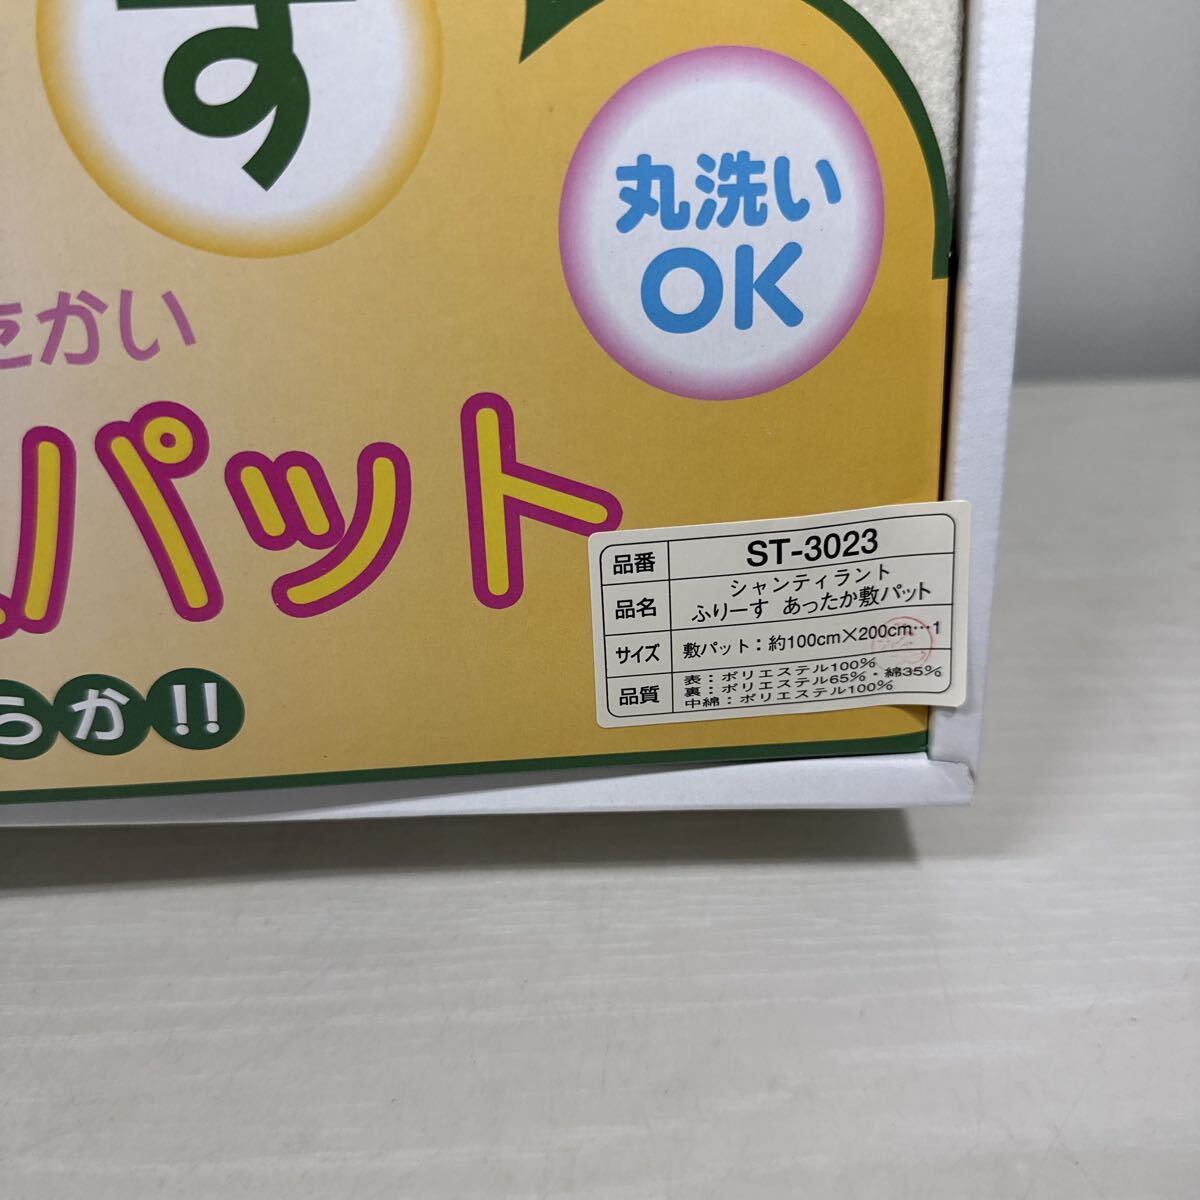 す
丸洗い
OK
かい
パット
らか!!
品番 ST-3023
品名 シャンティラント
ふりーす あったか敷パット
サイズ 敷パット：約100cm×200cm…1
品質 表：ポリエステル100%
裏：ポリエステル65%・綿35%
中綿：ポリエステル100%